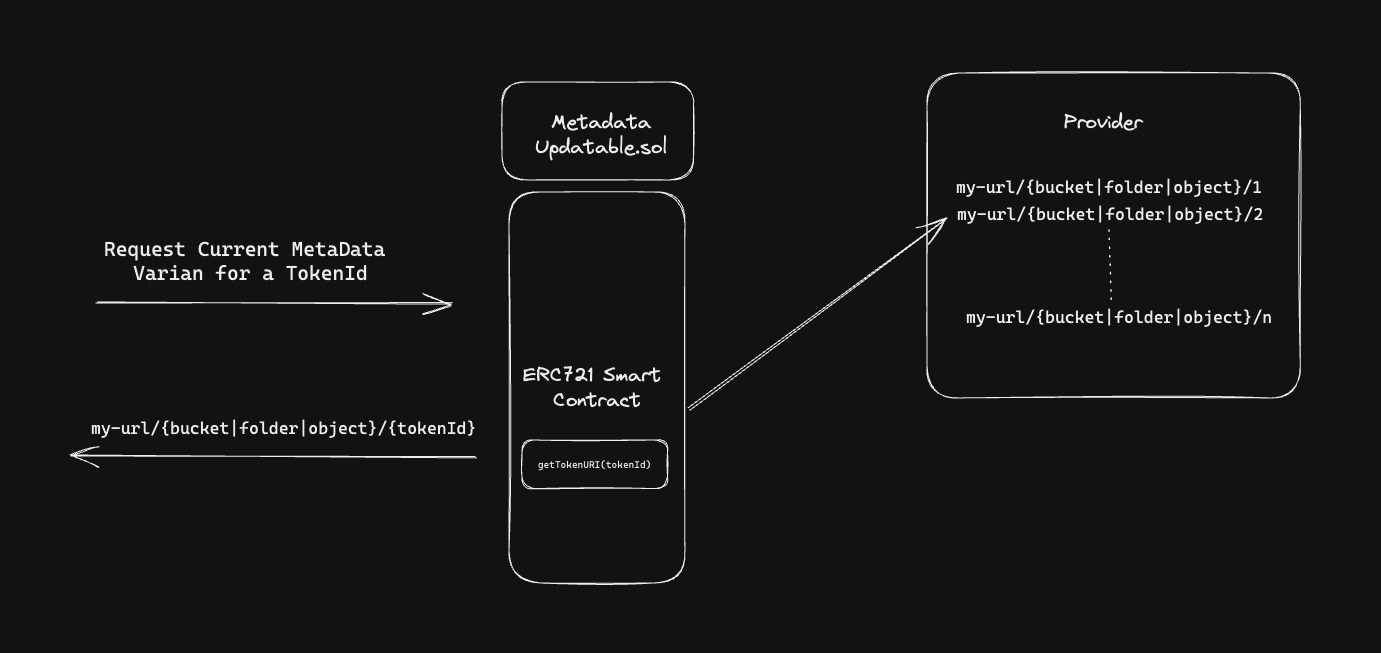 Metadata
Updatable.sol
Provider
my-url/{bucket|folder|object}/1
my-url/{bucket|folder|object}/2
my-url/{bucket|folder|object}/n
Request Current MetaData
Varian for a TokenId
ERC721 Smart
Contract
my-url/{bucket|folder|object}/{tokenId}
getTokenURI(tokenId)